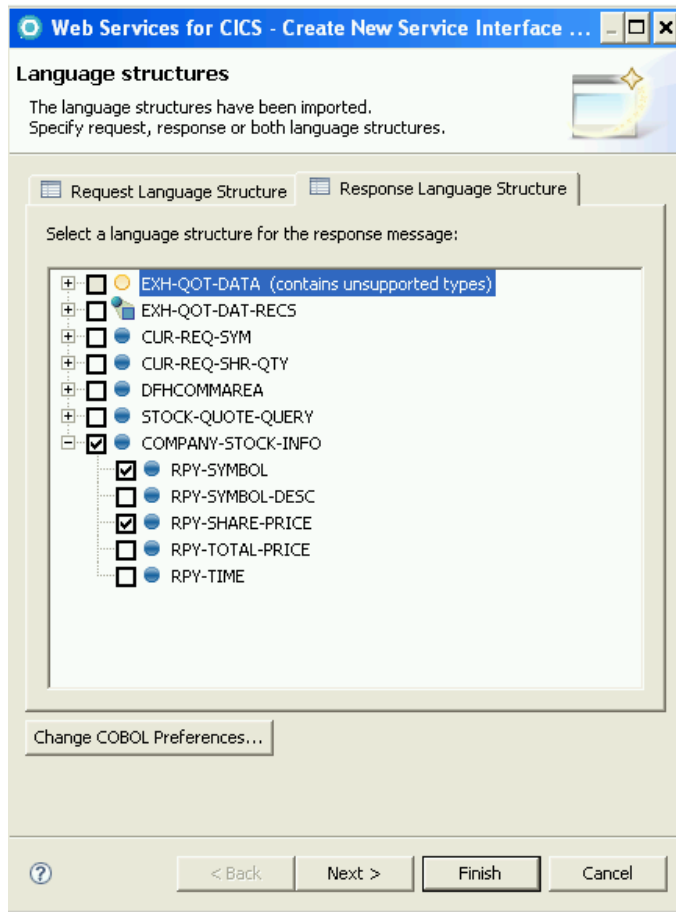 Web Services for CICS - Create New Service Interface ...
Language structures
The language structures have been imported.
Specify request, response or both language structures.
Request Language Structure
Response Language Structure
Select a language structure for the response message:
EXH-QOT-DATA (contains unsupported types)
EXH-QOT-DAT-RECS
CUR-REQ-SYM
CUR-REQ-SHR-QTY
DFHCOMMAREA
STOCK-QUOTE-QUERY
COMPANY-STOCK-INFO
RPY-SYMBOL
RPY-SYMBOL-DESC
RPY-SHARE-PRICE
RPY-TOTAL-PRICE
RPY-TIME
Change COBOL Preferences...
?
< Back
Next >
Finish
Cancel